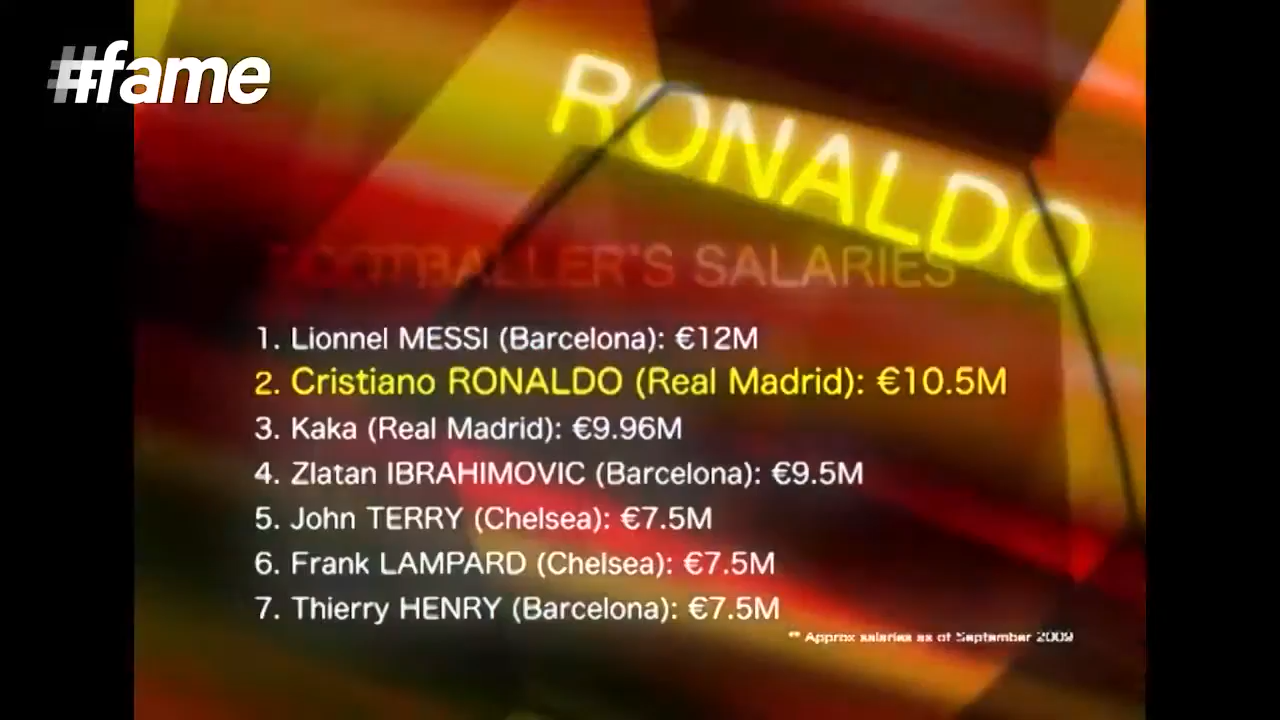 #fame
RONALDO
FOOTBALLER'S SALARIES
1. Lionnel MESSI (Barcelona): €12M
2. Cristiano RONALDO (Real Madrid): €10.5M
3. Kaka (Real Madrid): €9.96M
4. Zlatan IBRAHIMOVIC (Barcelona): €9.5M
5. John TERRY (Chelsea): €7.5M
6. Frank LAMPARD (Chelsea): €7.5M
7. Thierry HENRY (Barcelona): €7.5M
** Approx salaries as at September 2009